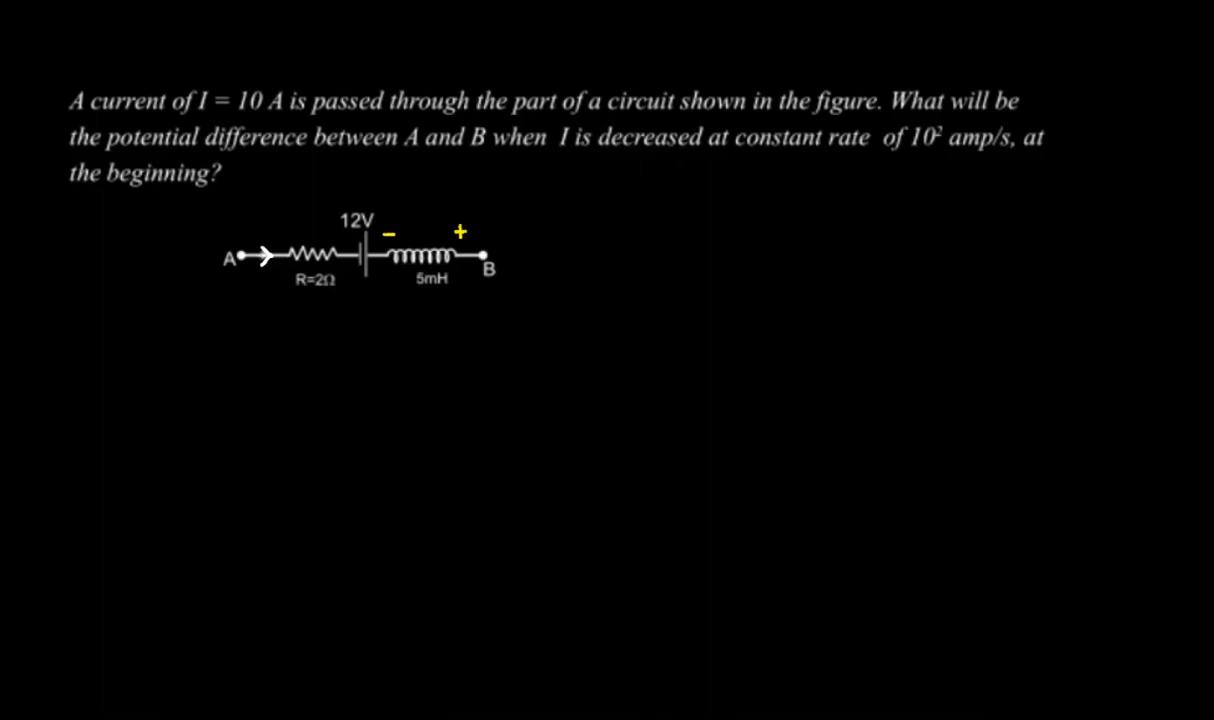 A current of I = 10 A is passed through the part of a circuit shown in the figure. What will be
the potential difference between A and B when I is decreased at constant rate of 10² amp/s, at
the beginning?
12V
− +
A B
R=2Ω 5mH